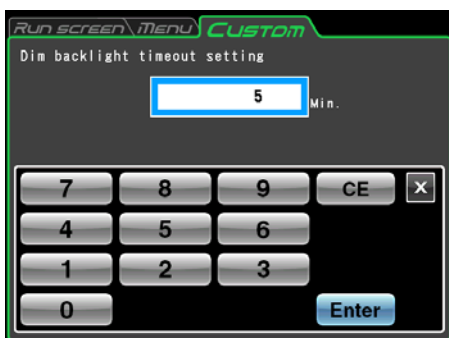 Run screen Menu Custom
Dim backlight timeout setting
5 Min.
7 8 9 CE X
4 5 6
1 2 3
0 Enter